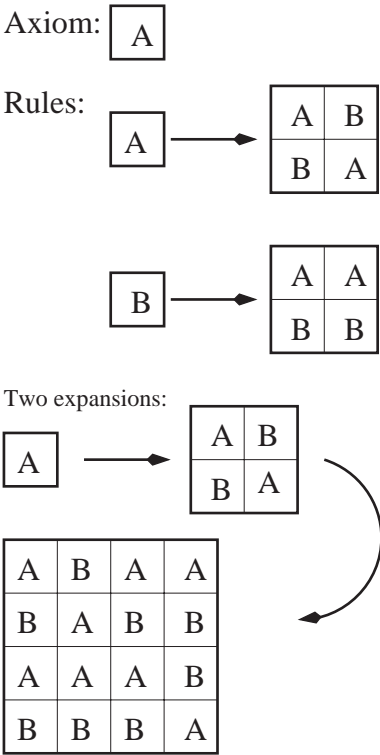 Axiom: A
Rules:
A A B
B A
B A A
B B
Two expansions:
A A B
B A
A B A A
B A B B
A A A B
B B B A